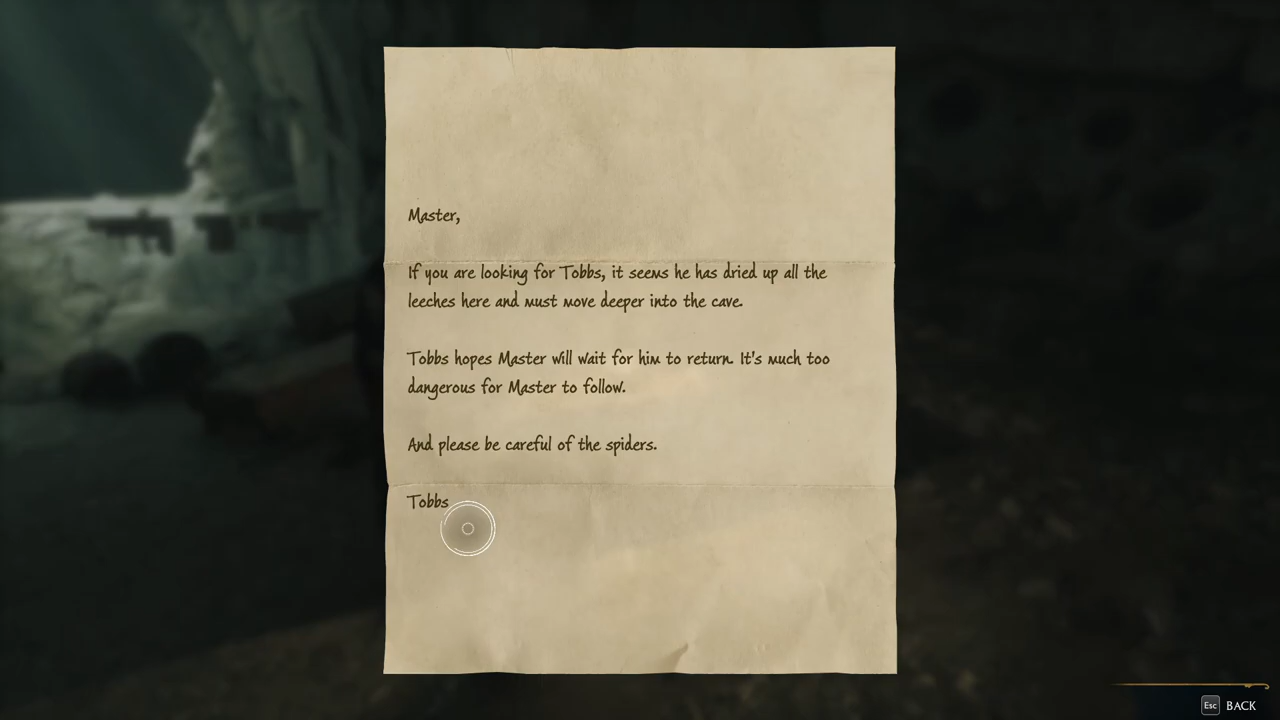 Master,
If you are looking for Tobbs, it seems he has dried up all the
leeches here and must move deeper into the cave.
Tobbs hopes Master will wait for him to return. It's much too
dangerous for Master to follow.
And please be careful of the spiders.
Tobbs
Esc BACK